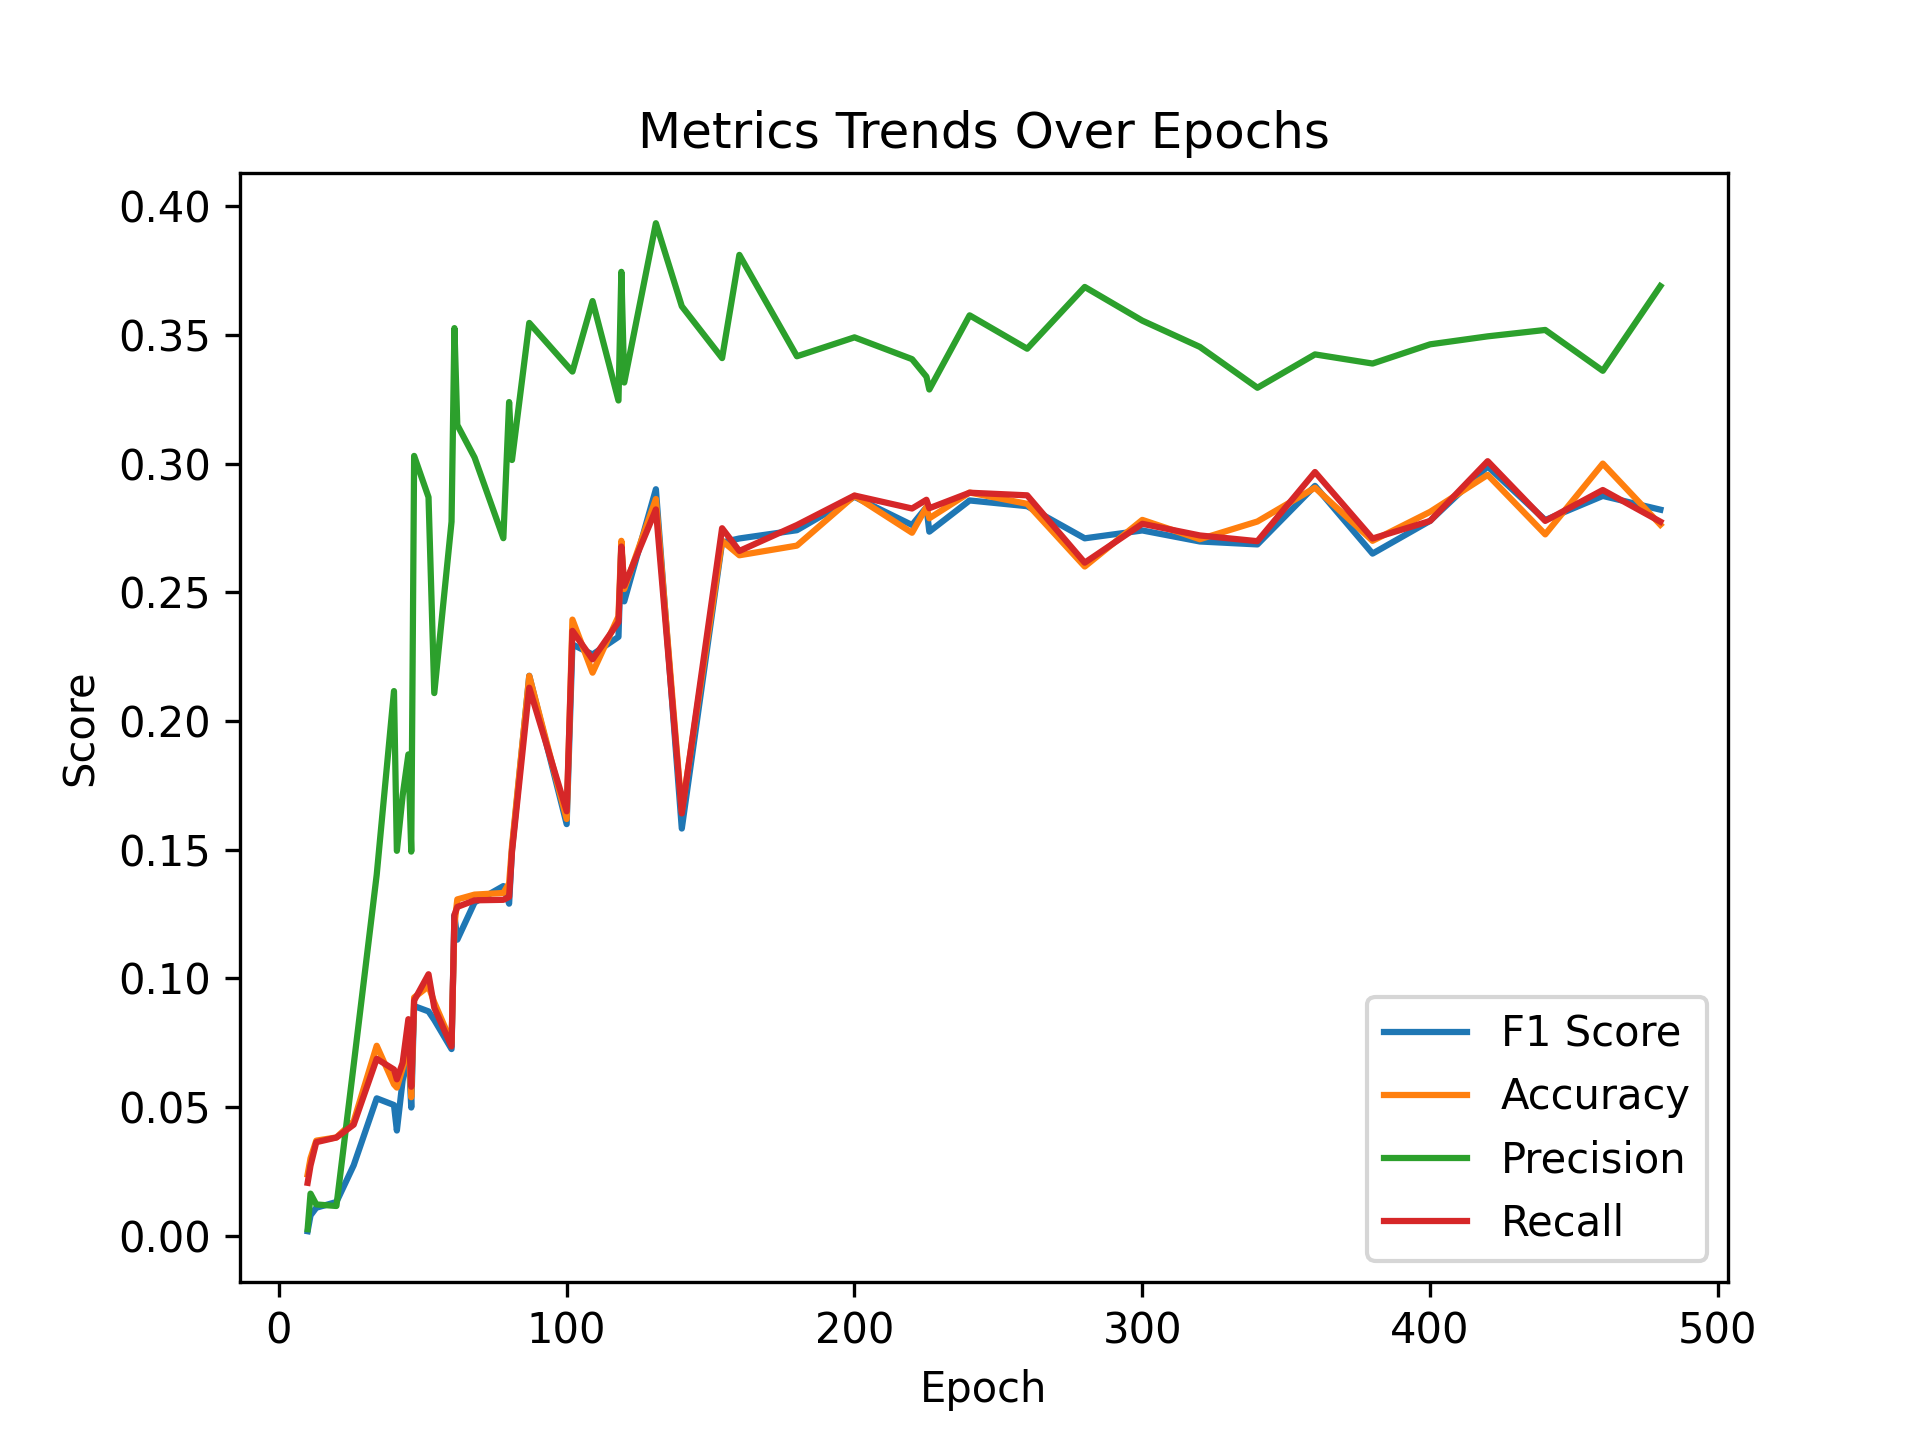 Metrics Trends Over Epochs
Score
0.40
0.35
0.30
0.25
0.20
0.15
0.10
0.05
0.00
F1 Score
Accuracy
Precision
Recall
0 100 200 300 400 500
Epoch